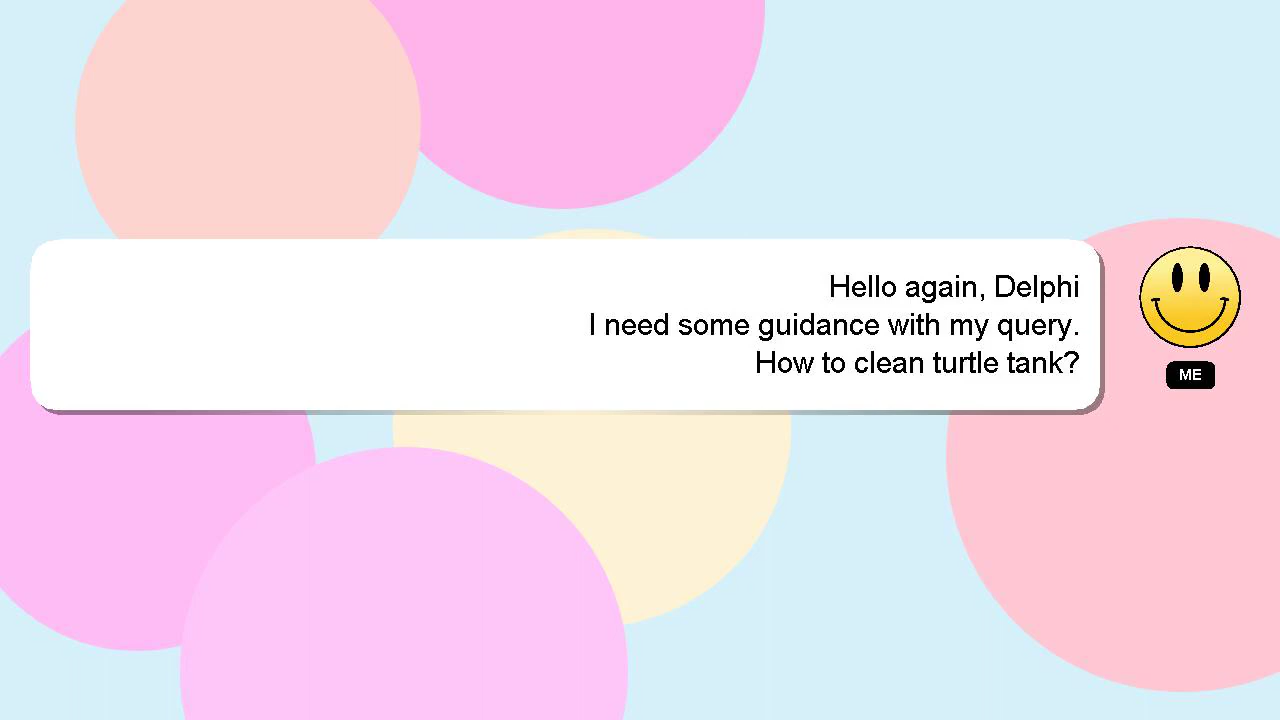 Hello again, Delphi
I need some guidance with my query.
How to clean turtle tank?
ME